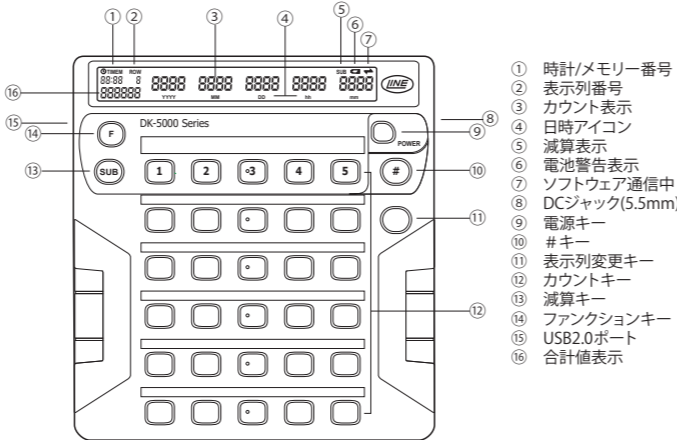 ① ② ③ ④ ⑤ ⑥ ⑦
TIMEM ROW SUB
88:88 8 8888 8888 8888 8888 8888
888888 YYYY MM DD hh mm
LINE
⑯
⑮
⑭ F DK-5000 Series POWER ⑧
⑨
⑬ SUB 1 2 3 4 5 # ⑩
⑪
⑫
① 時計/メモリー番号
② 表示列番号
③ カウント表示
④ 日時アイコン
⑤ 減算表示
⑥ 電池警告表示
⑦ ソフトウェア通信中
⑧ DCジャック(5.5mm)
⑨ 電源キー
⑩ #キー
⑪ 表示列変更キー
⑫ カウントキー
⑬ 減算キー
⑭ ファンクションキー
⑮ USB2.0ポート
⑯ 合計値表示